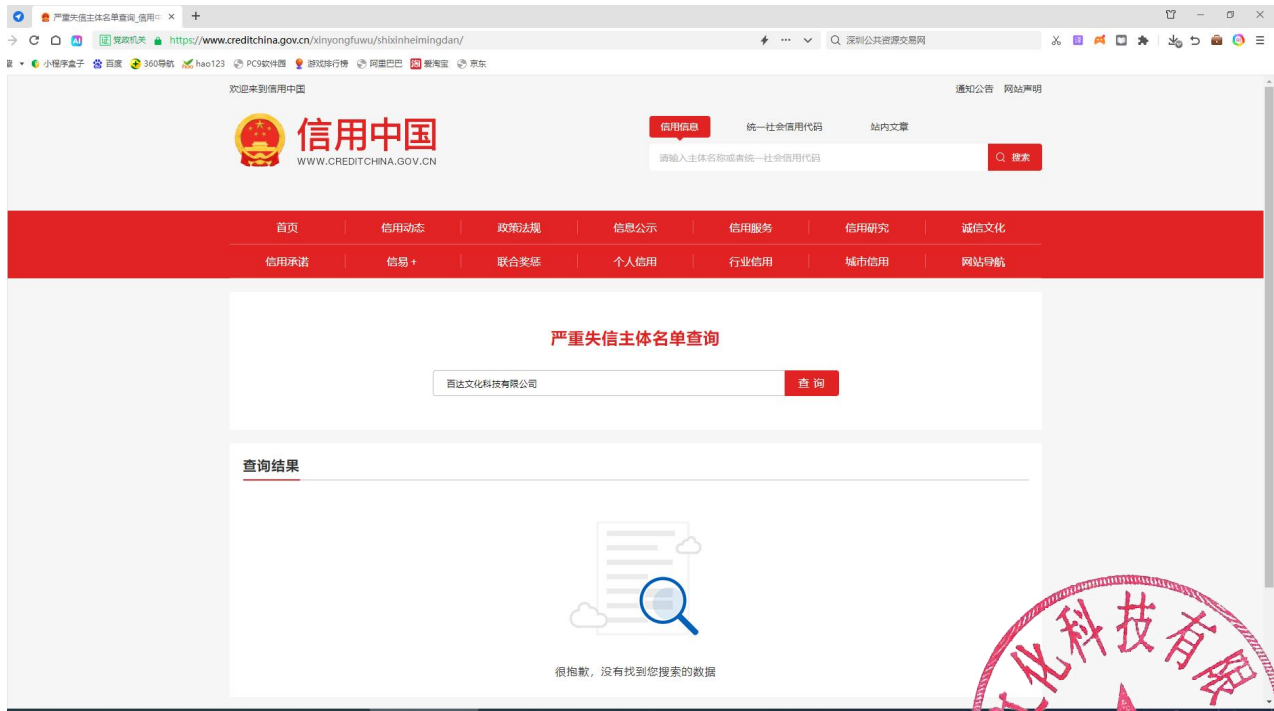 严重失信主体名单查询_信用中
党政机关 https://www.creditchina.gov.cn/xinyongfuwu/shixinheimingdan/
深圳公共资源交易网
小程序盒子 百度 360导航 hao123 PC9软件园 游戏排行榜 阿里巴巴 爱淘宝 京东
欢迎来到信用中国
通知公告 网站声明
信用中国
WWW.CREDITCHINA.GOV.CN
信用信息 统一社会信用代码 站内文章
请输入主体名称或者统一社会信用代码
搜索
首页 信用动态 政策法规 信息公示 信用服务 信用研究 诚信文化
信用承诺 信易+ 联合奖惩 个人信用 行业信用 城市信用 网站导航
严重失信主体名单查询
百达文化科技有限公司
查询
查询结果
很抱歉，没有找到您搜索的数据
化科技有限